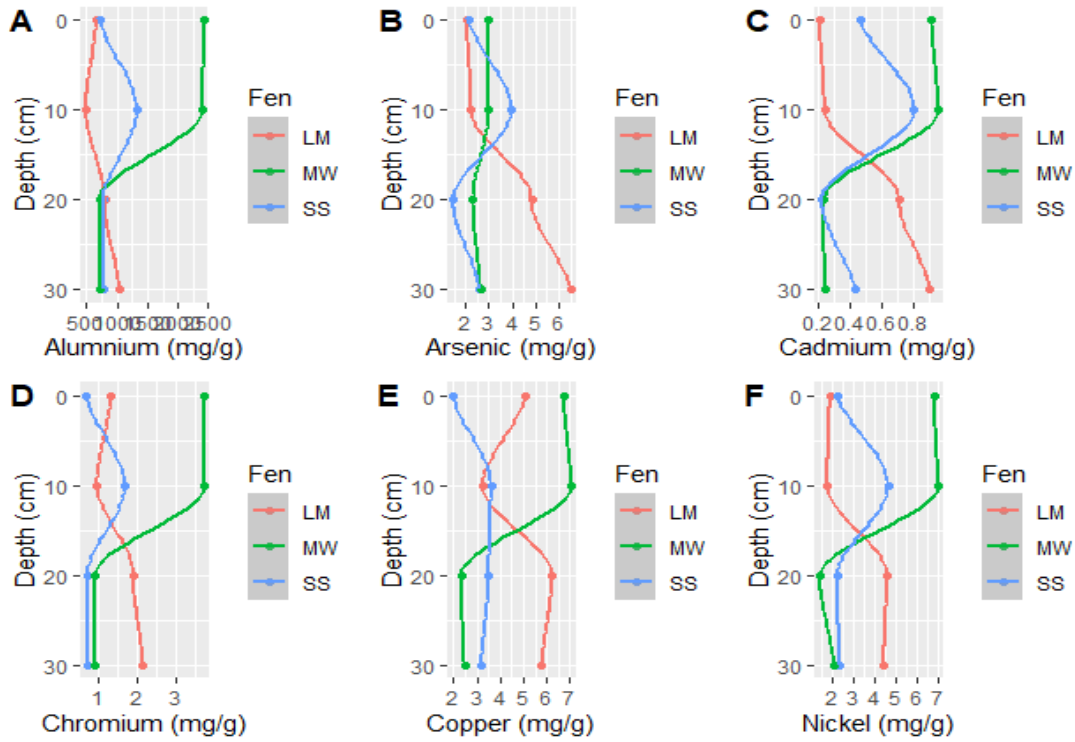 A
B
C
0
10
20
30
Depth (cm)
Fen
LM
MW
SS
500 1000 1500 2000 2500
Alumnium (mg/g)
0
10
20
30
Depth (cm)
Fen
LM
MW
SS
2 3 4 5 6
Arsenic (mg/g)
0
10
20
30
Depth (cm)
Fen
LM
MW
SS
0.2 0.4 0.6 0.8
Cadmium (mg/g)
D
E
F
0
10
20
30
Depth (cm)
Fen
LM
MW
SS
1 2 3
Chromium (mg/g)
0
10
20
30
Depth (cm)
Fen
LM
MW
SS
2 3 4 5 6 7
Copper (mg/g)
0
10
20
30
Depth (cm)
Fen
LM
MW
SS
2 3 4 5 6 7
Nickel (mg/g)